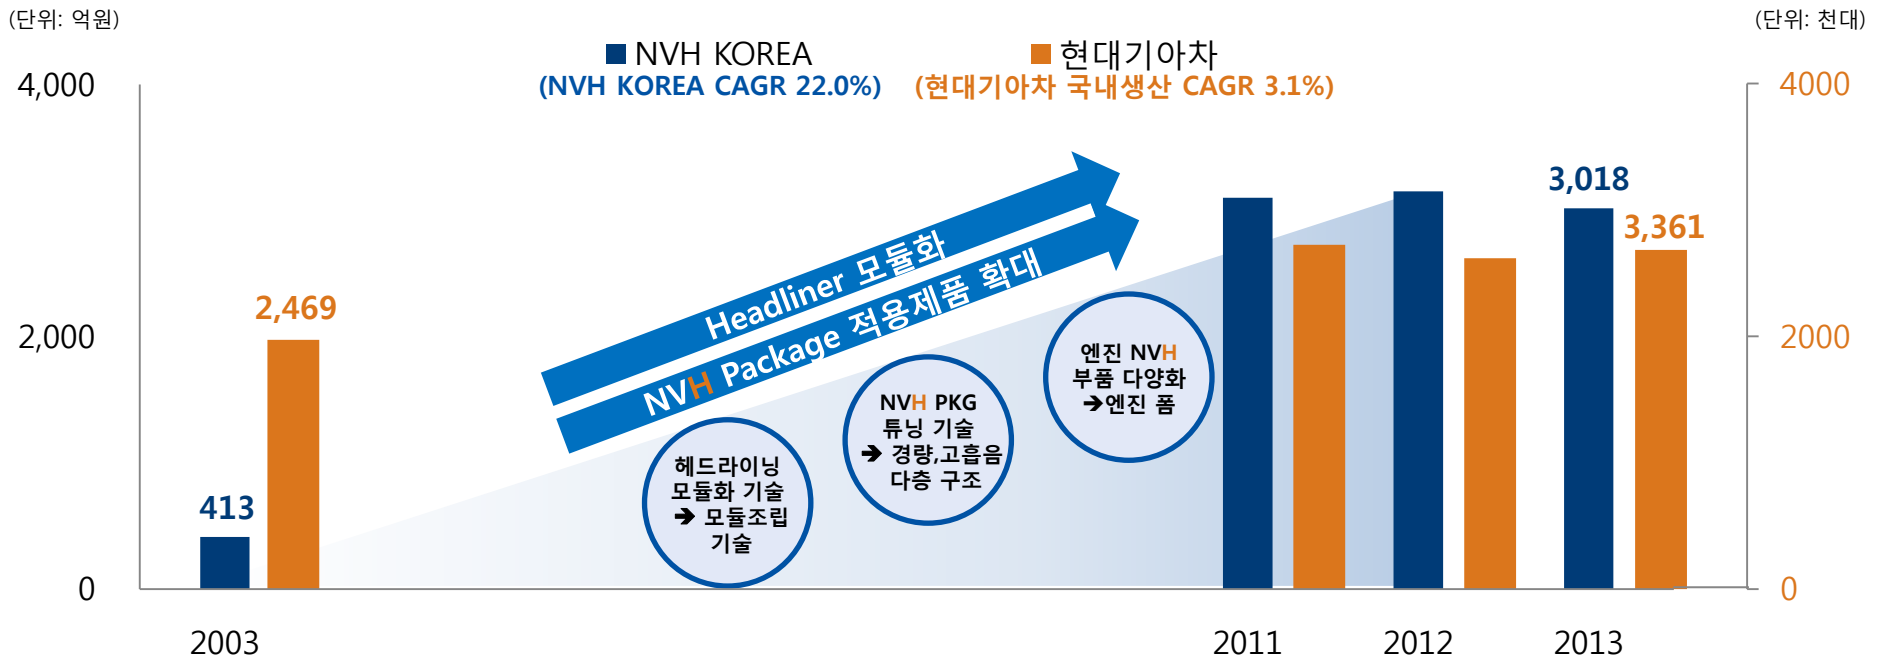 (단위: 억원)
(단위: 천대)
NVH KOREA
현대기아차
(NVH KOREA CAGR 22.0%)
(현대기아차 국내생산 CAGR 3.1%)
4,000
4000
3,018
3,361
Headliner 모듈화
NVH Package 적용제품 확대
2,469
2,000
2000
엔진 NVH
부품 다양화
➔엔진 폼
NVH PKG
튜닝 기술
➔ 경량,고흡음
다층 구조
헤드라이닝
모듈화 기술
➔ 모듈조립
기술
413
0
0
2003
2011
2012
2013